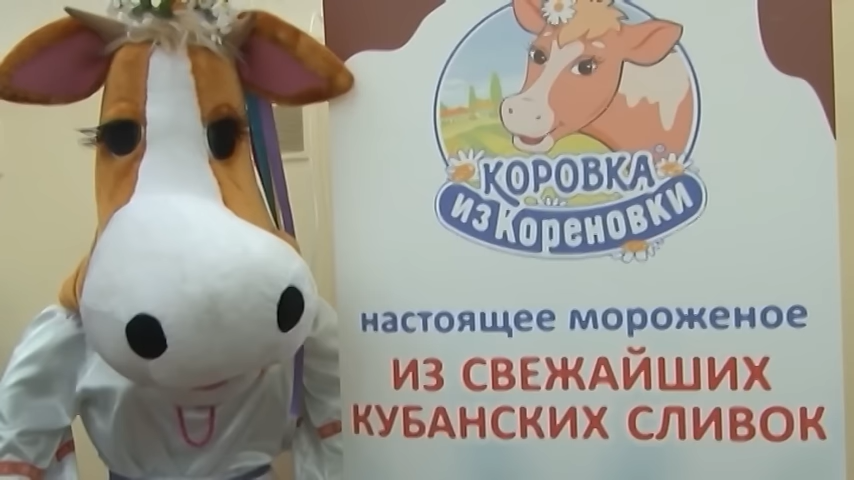 КОРОВКА
из Кореновки
настоящее мороженое
ИЗ СВЕЖАЙШИХ
КУБАНСКИХ СЛИВОК